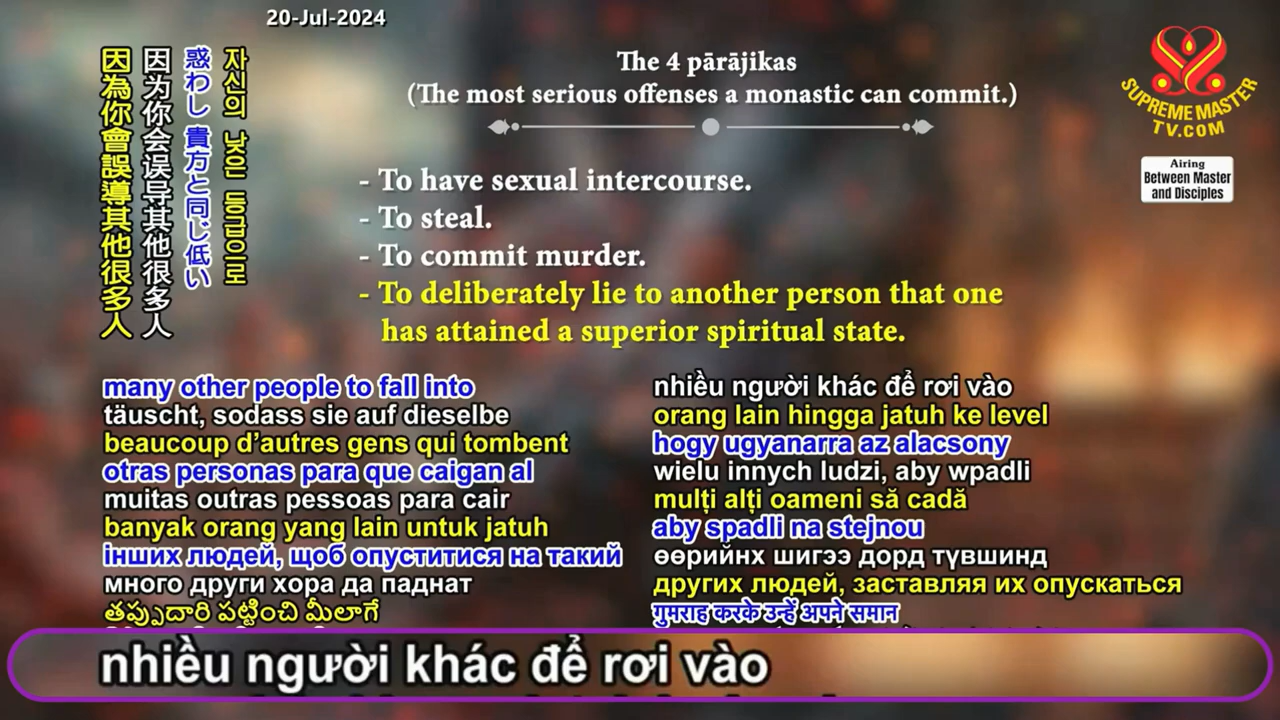 20-Jul-2024
因為你會誤導其他很多人
因为你会误导其他很多人
惑わし 貴方と同じ低い
자신의 낮은 등급으로
The 4 pārājikas
(The most serious offenses a monastic can commit.)
SUPREME MASTER
TV.COM
Airing
Between Master
and Disciples
- To have sexual intercourse.
- To steal.
- To commit murder.
- To deliberately lie to another person that one
has attained a superior spiritual state.
many other people to fall into
täuscht, sodass sie auf dieselbe
beaucoup d’autres gens qui tombent
otras personas para que caigan al
muitas outras pessoas para cair
banyak orang yang lain untuk jatuh
інших людей, щоб опуститися на такий
много други хора да паднат
తప్పుదారి పట్టించి మీలాగే
nhiều người khác để rơi vào
orang lain hingga jatuh ke level
hogy ugyanarra az alacsony
wielu innych ludzi, aby wpadli
mulți alți oameni să cadă
aby spadli na stejnou
өөрийнх шигээ дорд түвшинд
других людей, заставляя их опускаться
गुमराह करके उन्हें अपने समान
nhiều người khác để rơi vào